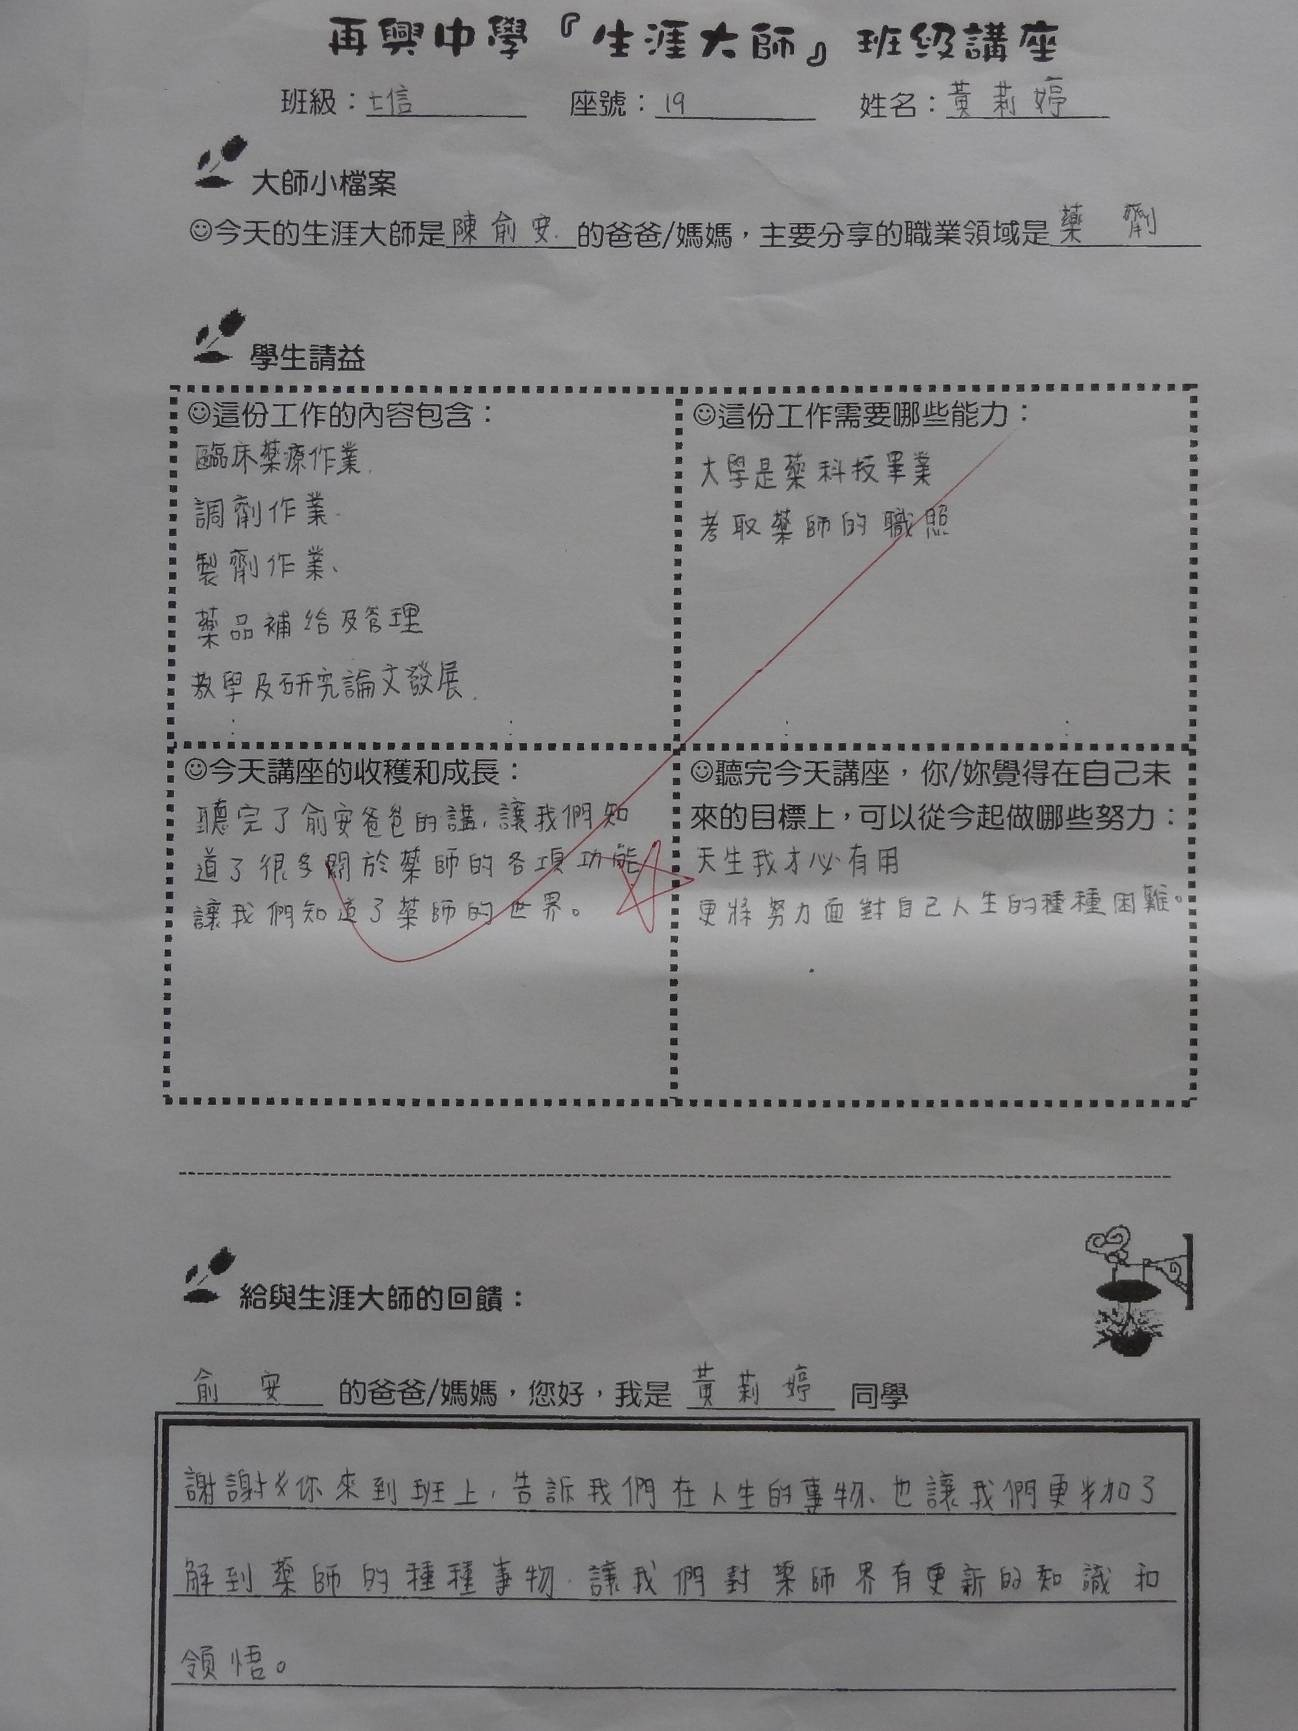 再興中學『生涯大師』班級講座
班級：七信 座號：19 姓名：黃莉婷
大師小檔案
☺今天的生涯大師是陳俞安的爸爸/媽媽，主要分享的職業領域是藥劑
學生請益
☺這份工作的內容包含：
臨床藥療作業.
調劑作業.
製劑作業、
藥品補給及管理
教學及研究論文發展.
☺這份工作需要哪些能力：
大學是藥科技畢業
考取藥師的職照
☺今天講座的收穫和成長：
聽完了俞安爸爸的講,讓我們知
道了很多關於藥師的各項功能
讓我們知道了藥師的世界。
☺聽完今天講座，你/妳覺得在自己未
來的目標上，可以從今起做哪些努力：
天生我才必有用
更將努力面對自己人生的種種困難。
給與生涯大師的回饋：
俞安 的爸爸/媽媽，您好，我是 黃莉婷 同學
謝謝你來到班上,告訴我們在人生的事物、也讓我們更加了
解到藥師的種種事物.讓我們對藥師界有更新的知識和
領悟。